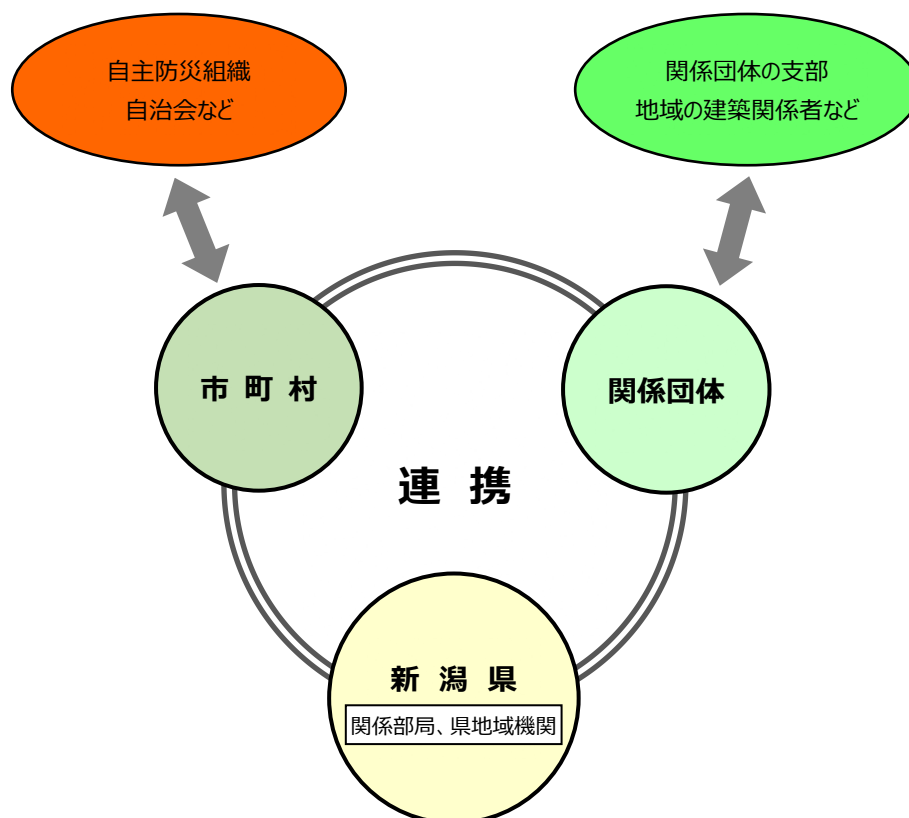 自主防災組織
自治会など
関係団体の支部
地域の建築関係者など
市 町 村
関係団体
連 携
新 潟 県
関係部局、県地域機関